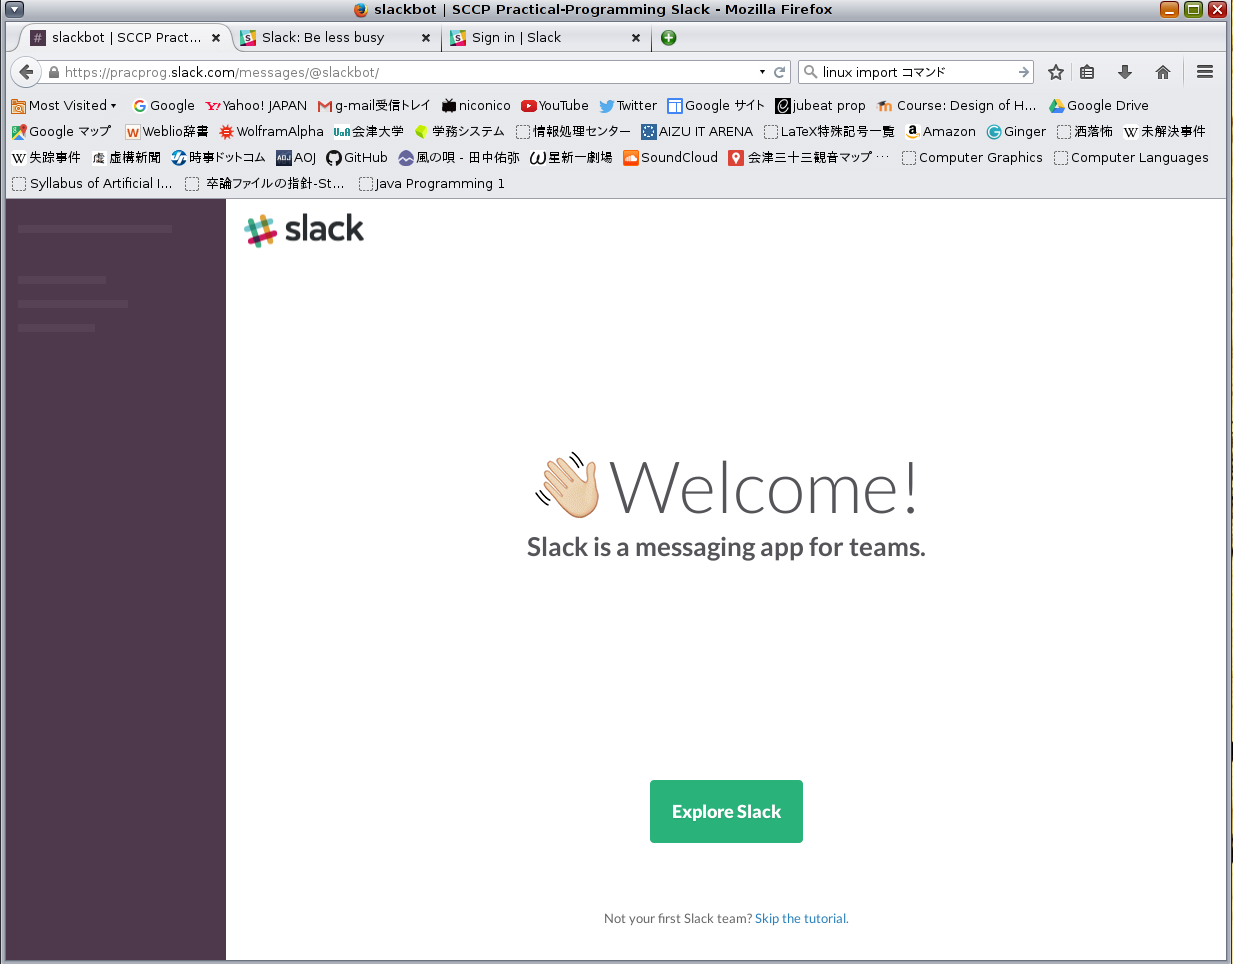 slackbot | SCCP Practical-Programming Slack - Mozilla Firefox
slackbot | SCCP Pract... Slack: Be less busy Sign in | Slack
https://pracprog.slack.com/messages/@slackbot/ linux import コマンド
Most Visited Google Yahoo! JAPAN g-mail受信トレイ niconico YouTube Twitter Google サイト jubeat prop Course: Design of H... Google Drive
Google マップ Weblio辞書 WolframAlpha 会津大学 学務システム 情報処理センター AIZU IT ARENA LaTeX特殊記号一覧 Amazon Ginger 洒落怖 未解決事件
失踪事件 虚構新聞 時事ドットコム AOJ GitHub 風の唄 - 田中佑弥 星新一劇場 SoundCloud 会津三十三観音マップ ... Computer Graphics Computer Languages
Syllabus of Artificial I... 卒論ファイルの指針-St... Java Programming 1
slack
Welcome!
Slack is a messaging app for teams.
Explore Slack
Not your first Slack team? Skip the tutorial.